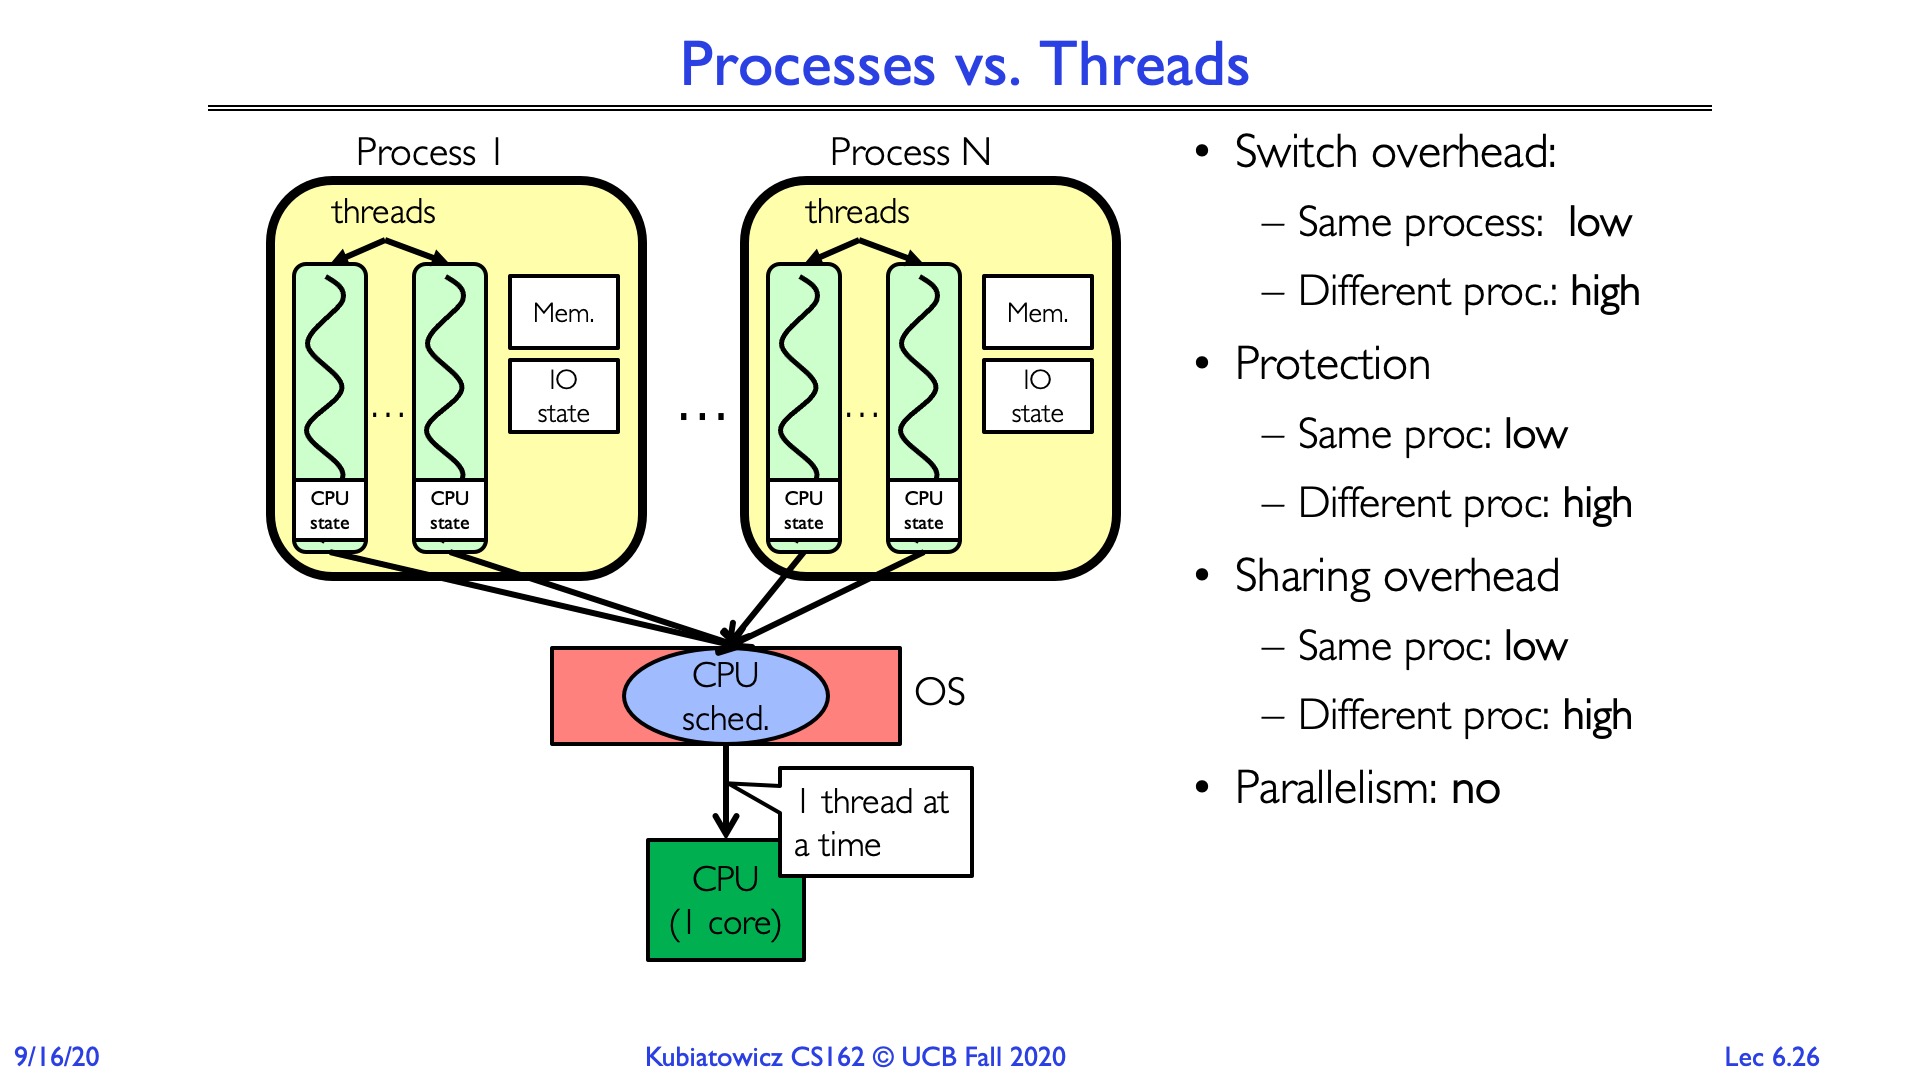 Processes vs. Threads
Process 1
threads
Mem.
IO
state
...
CPU
state
CPU
state
...
Process N
threads
Mem.
IO
state
...
CPU
state
CPU
state
CPU
sched.
OS
1 thread at
a time
CPU
(1 core)
• Switch overhead:
– Same process: low
– Different proc.: high
• Protection
– Same proc: low
– Different proc: high
• Sharing overhead
– Same proc: low
– Different proc: high
• Parallelism: no
9/16/20
Kubiatowicz CS162 © UCB Fall 2020
Lec 6.26